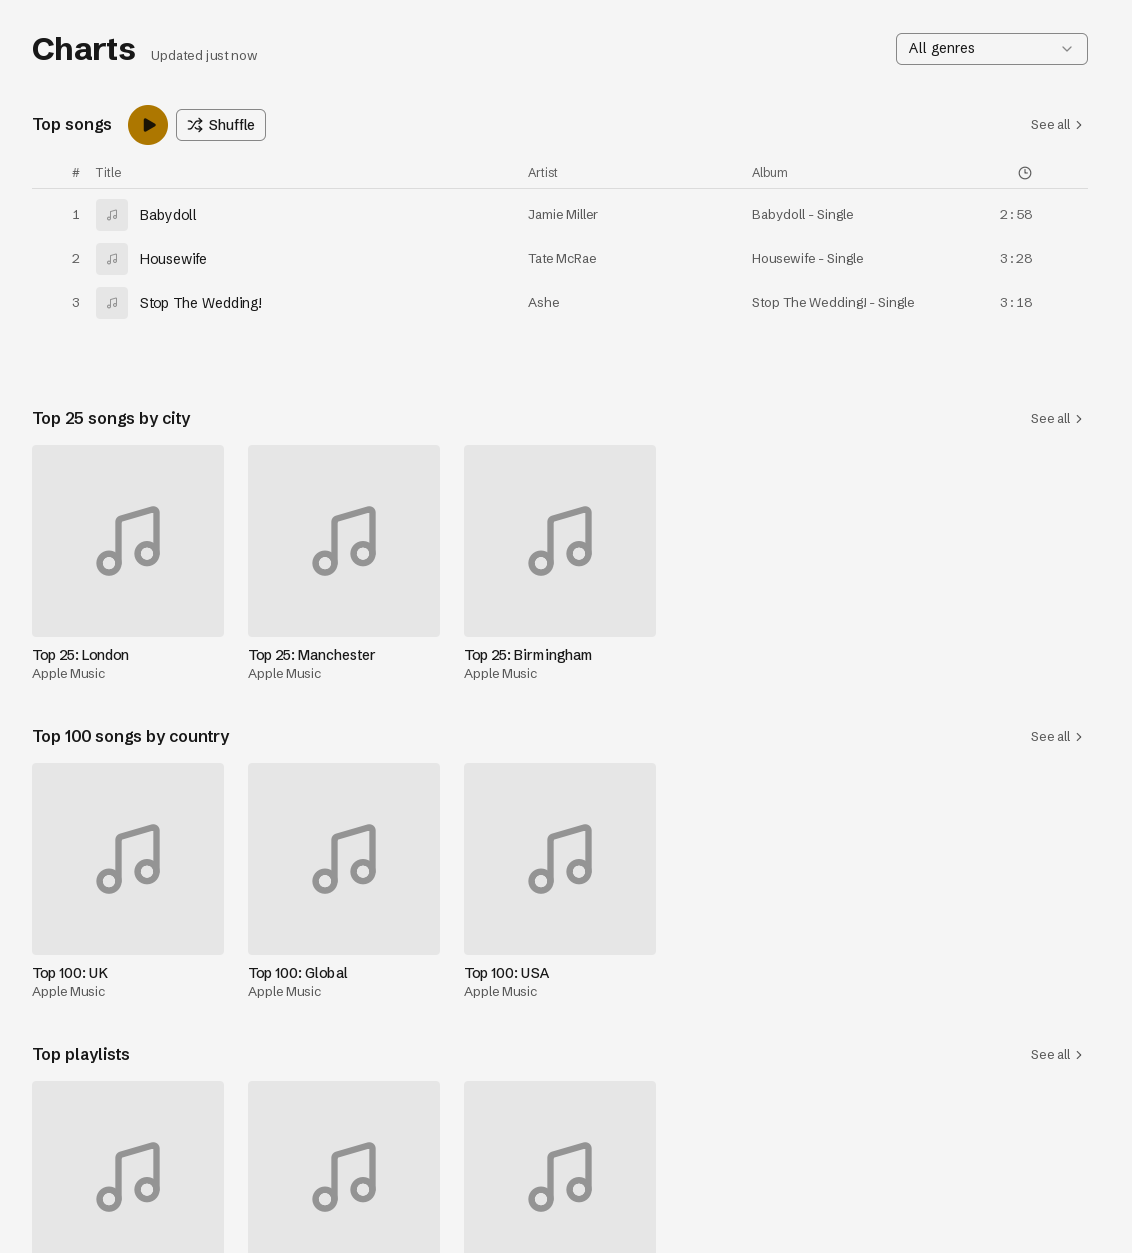 Charts Updated just now All genres
Top songs Shuffle See all
# Title Artist Album
1 Babydoll Jamie Miller Babydoll - Single 2:58
2 Housewife Tate McRae Housewife - Single 3:28
3 Stop The Wedding! Ashe Stop The Wedding! - Single 3:18
Top 25 songs by city See all
Top 25: London Top 25: Manchester Top 25: Birmingham
Apple Music Apple Music Apple Music
Top 100 songs by country See all
Top 100: UK Top 100: Global Top 100: USA
Apple Music Apple Music Apple Music
Top playlists See all